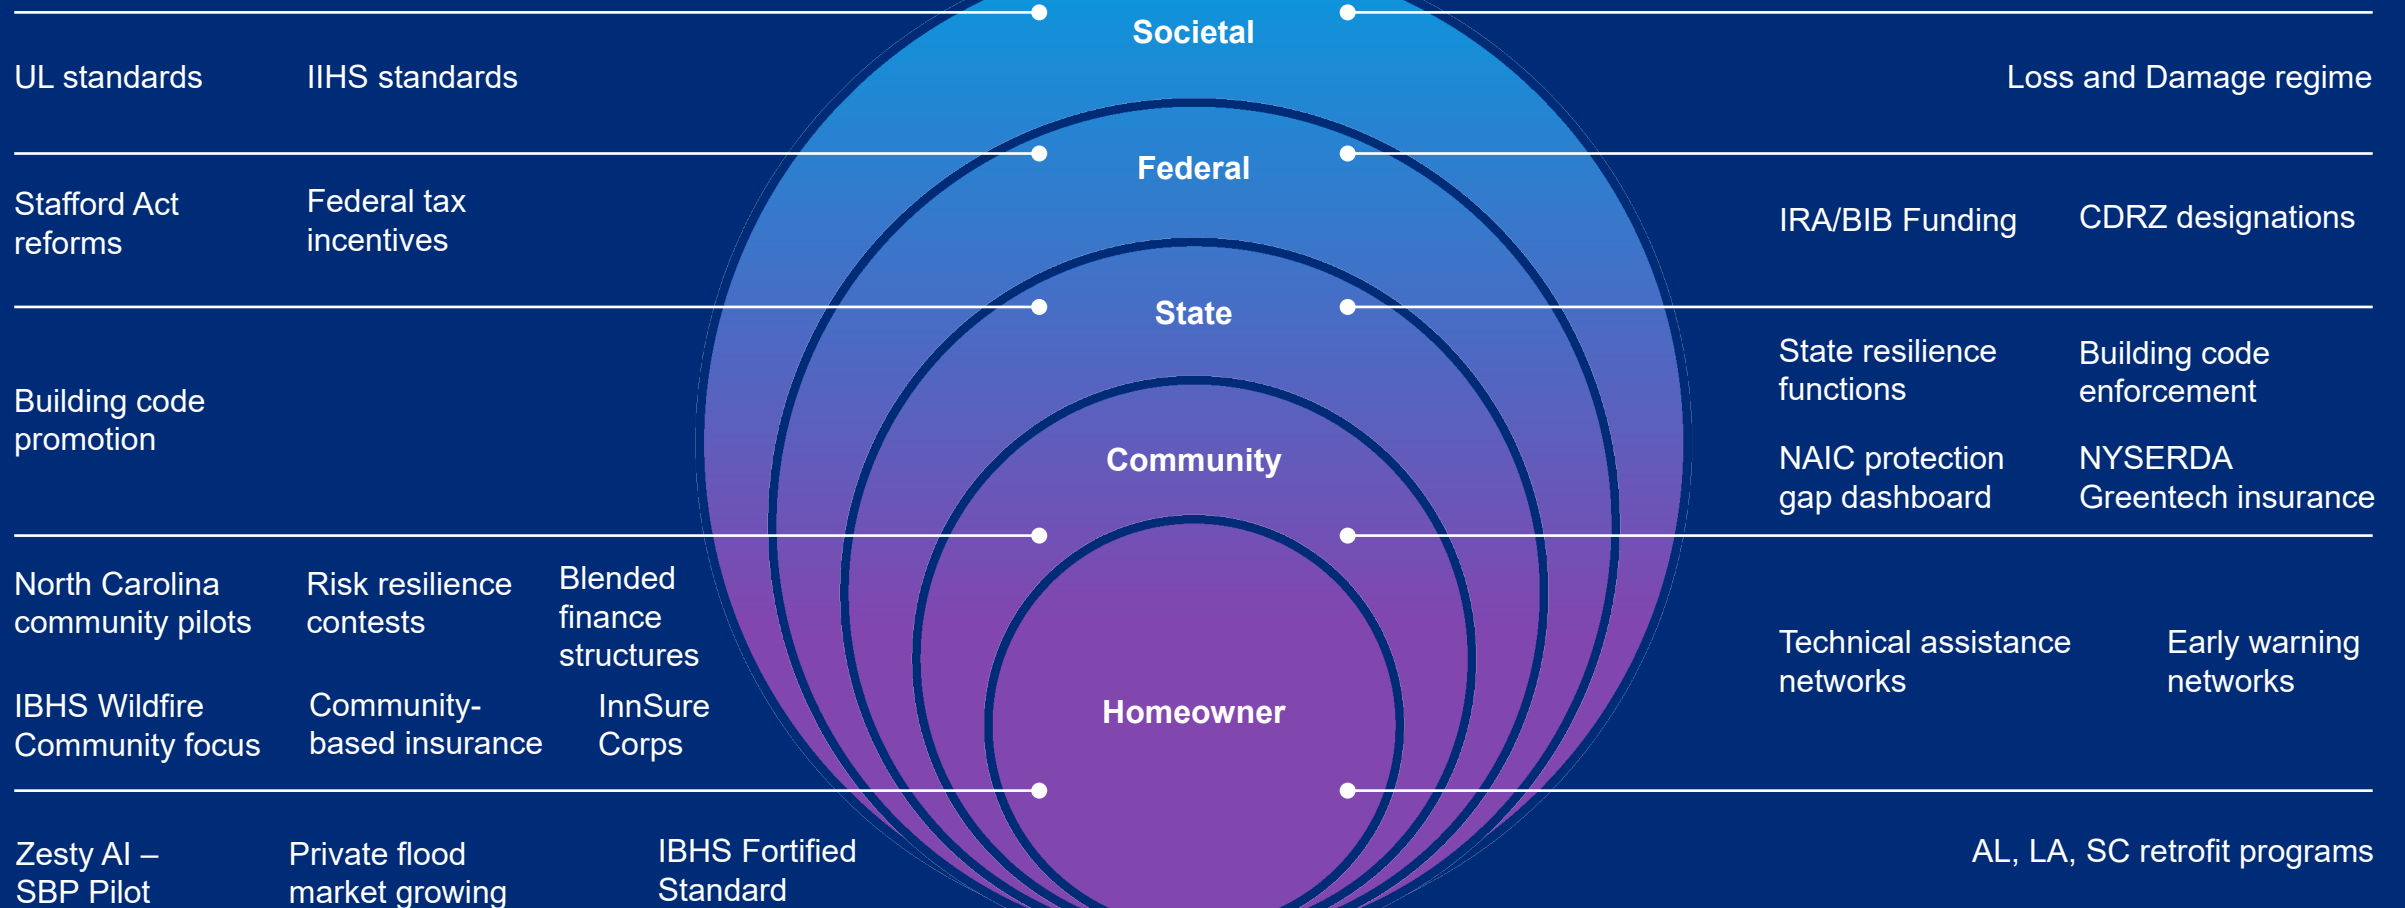 Societal
UL standards
IIHS standards
Loss and Damage regime
Federal
Stafford Act
reforms
Federal tax
incentives
IRA/BIB Funding
CDRZ designations
State
Building code
promotion
State resilience
functions
Building code
enforcement
NAIC protection
gap dashboard
NYSERDA
Greentech insurance
Community
North Carolina
community pilots
Risk resilience
contests
Blended
finance
structures
IBHS Wildfire
Community focus
Community-
based insurance
InnSure
Corps
Technical assistance
networks
Early warning
networks
Homeowner
Zesty AI –
SBP Pilot
Private flood
market growing
IBHS Fortified
Standard
AL, LA, SC retrofit programs